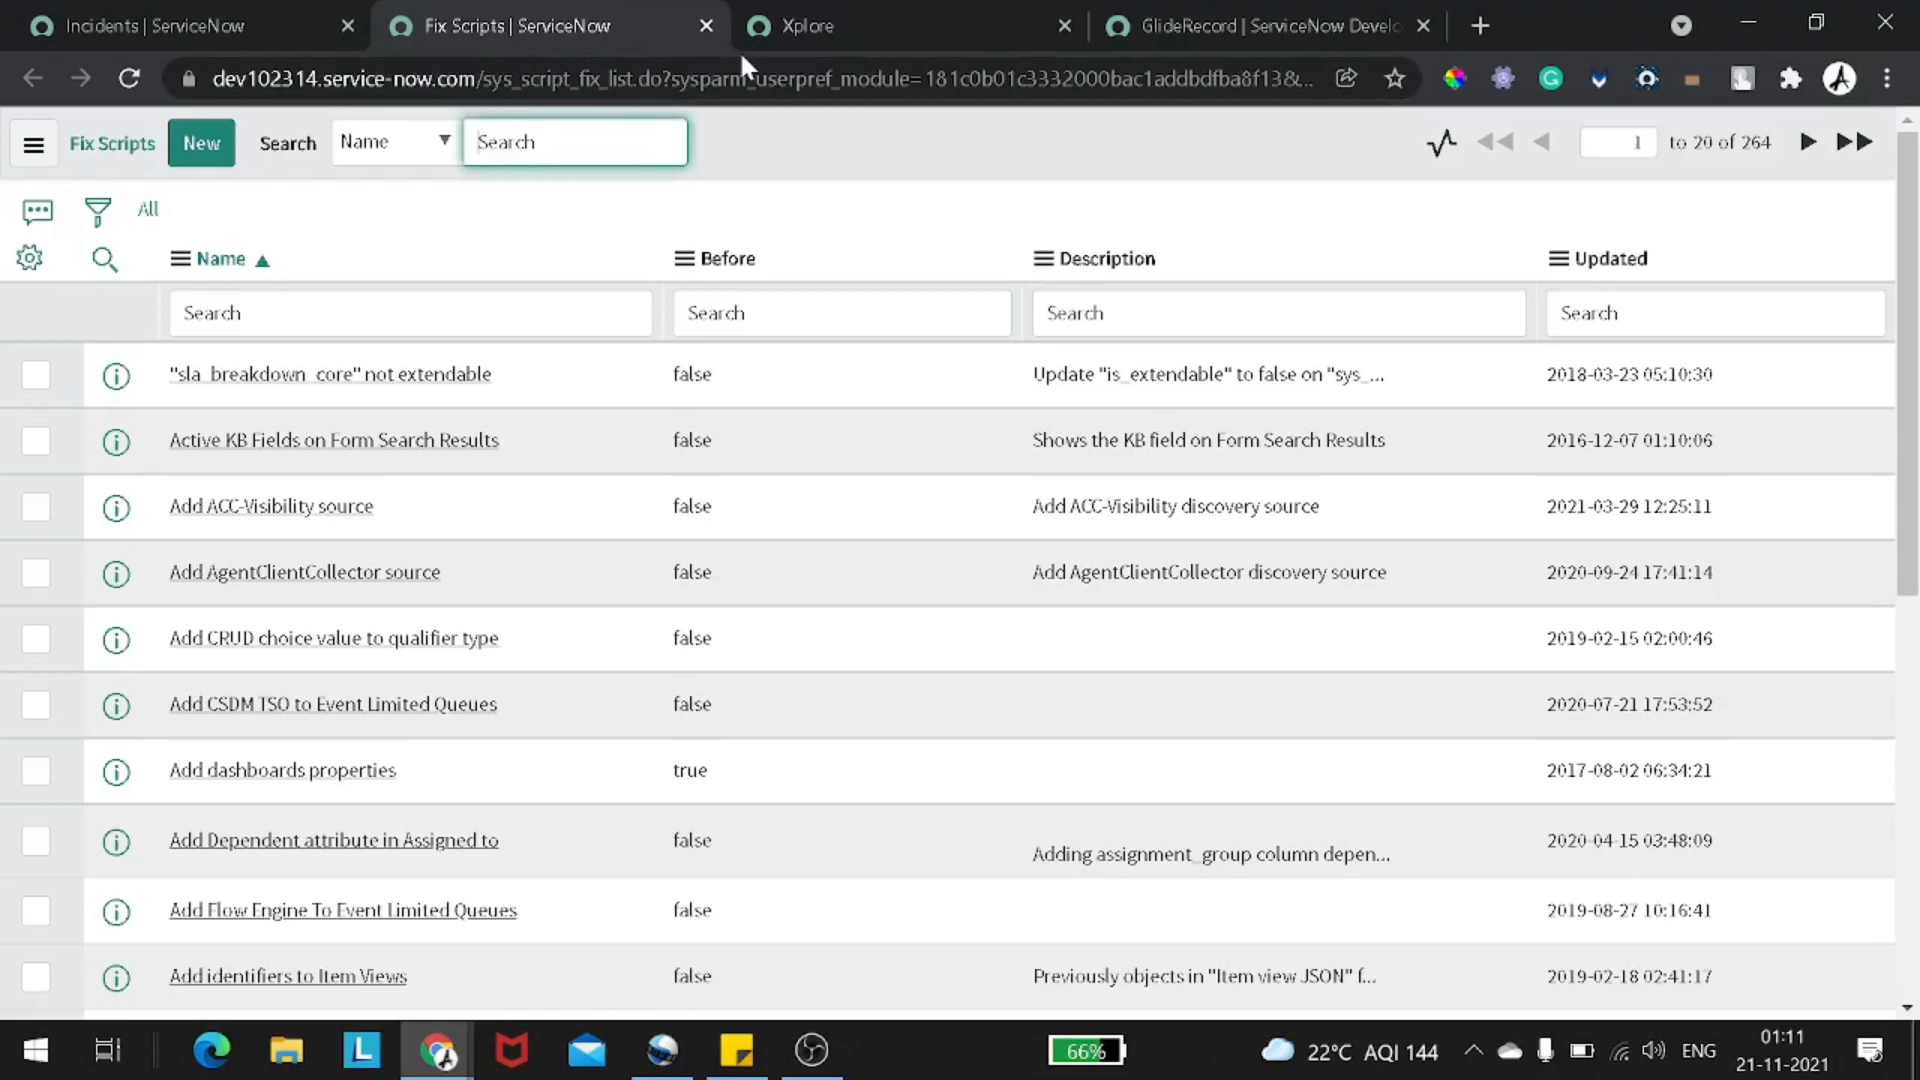 Incidents | ServiceNow
Fix Scripts | ServiceNow
Xplore
GlideRecord | ServiceNow Develo
dev102314.service-now.com/sys_script_fix_list.do?sysparm_userpref_module=181c0b01c3332000bac1addbdfba8f13&...
Fix Scripts New Search Name Search 1 to 20 of 264
All
Name Before Description Updated
Search Search Search Search
"sla_breakdown_core" not extendable false Update "is_extendable" to false on "sys_... 2018-03-23 05:10:30
Active KB Fields on Form Search Results false Shows the KB field on Form Search Results 2016-12-07 01:10:06
Add ACC-Visibility source false Add ACC-Visibility discovery source 2021-03-29 12:25:11
Add AgentClientCollector source false Add AgentClientCollector discovery source 2020-09-24 17:41:14
Add CRUD choice value to qualifier type false 2019-02-15 02:00:46
Add CSDM TSO to Event Limited Queues false 2020-07-21 17:53:52
Add dashboards properties true 2017-08-02 06:34:21
Add Dependent attribute in Assigned to false Adding assignment_group column depen... 2020-04-15 03:48:09
Add Flow Engine To Event Limited Queues false 2019-08-27 10:16:41
Add identifiers to Item Views false Previously objects in "Item view JSON" f... 2019-02-18 02:41:17
66% 22°C AQI 144 ENG 01:11
21-11-2021